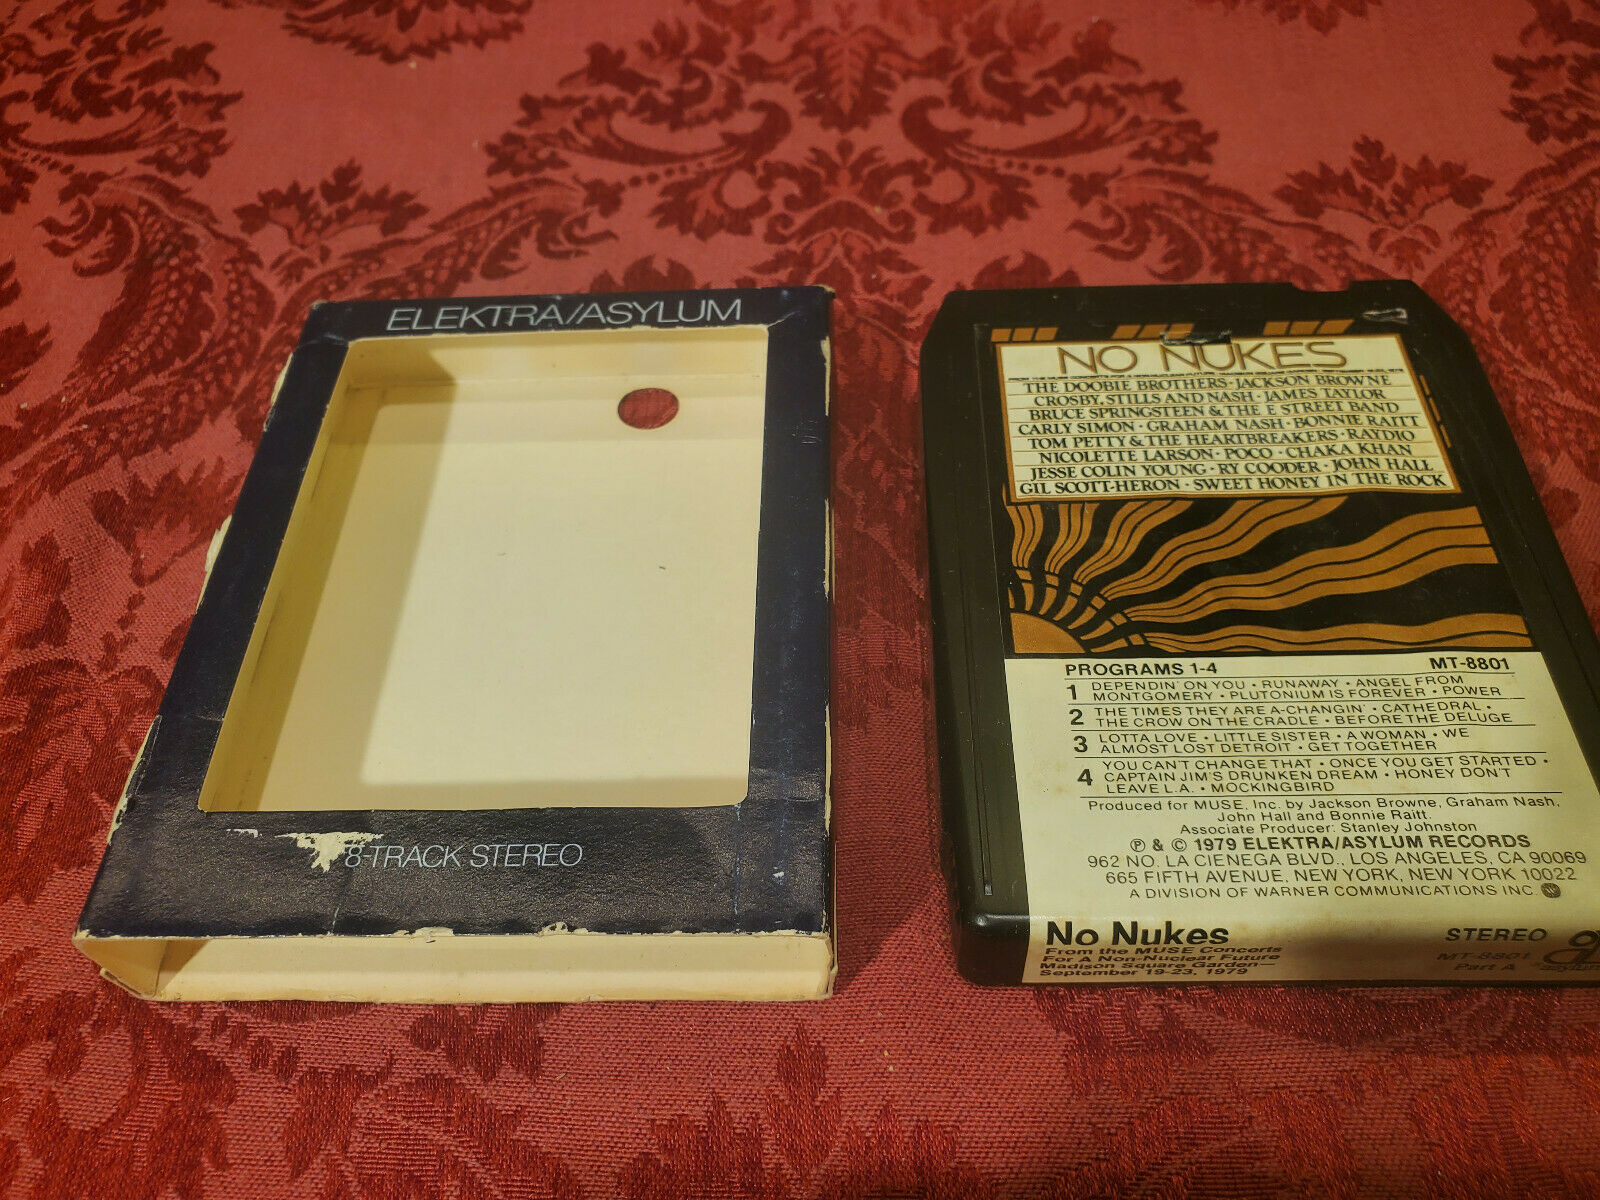 ELEKTRA/ASYLUM
8-TRACK STEREO
NO NUKES
THE DOOBIE BROTHERS · JACKSON BROWNE
CROSBY, STILLS AND NASH · JAMES TAYLOR
BRUCE SPRINGSTEEN & THE E STREET BAND
CARLY SIMON · GRAHAM NASH · BONNIE RAITT
TOM PETTY & THE HEARTBREAKERS · RAYDIO
NICOLETTE LARSON · POCO · CHAKA KHAN
JESSE COLIN YOUNG · RY COODER · JOHN HALL
GIL SCOTT-HERON · SWEET HONEY IN THE ROCK
PROGRAMS 1-4 MT-8801
1 DEPENDIN' ON YOU • RUNAWAY • ANGEL FROM
MONTGOMERY • PLUTONIUM IS FOREVER • POWER
2 THE TIMES THEY ARE A-CHANGIN' • CATHEDRAL •
THE CROW ON THE CRADLE • BEFORE THE DELUGE
3 LOTTA LOVE • LITTLE SISTER • A WOMAN • WE
ALMOST LOST DETROIT • GET TOGETHER
4 YOU CAN'T CHANGE THAT • ONCE YOU GET STARTED •
CAPTAIN JIM'S DRUNKEN DREAM • HONEY DON'T
LEAVE L.A. • MOCKINGBIRD
Produced for MUSE, Inc. by Jackson Browne, Graham Nash,
John Hall and Bonnie Raitt.
Associate Producer: Stanley Johnston
℗ & © 1979 ELEKTRA/ASYLUM RECORDS
962 NO. LA CIENEGA BLVD., LOS ANGELES, CA 90069
665 FIFTH AVENUE, NEW YORK, NEW YORK 10022
A DIVISION OF WARNER COMMUNICATIONS INC.
No Nukes
From the MUSE Concerts
For A Non-Nuclear Future
Madison Square Garden—
September 19-23, 1979
STEREO
MT-8801
Part A
asylum